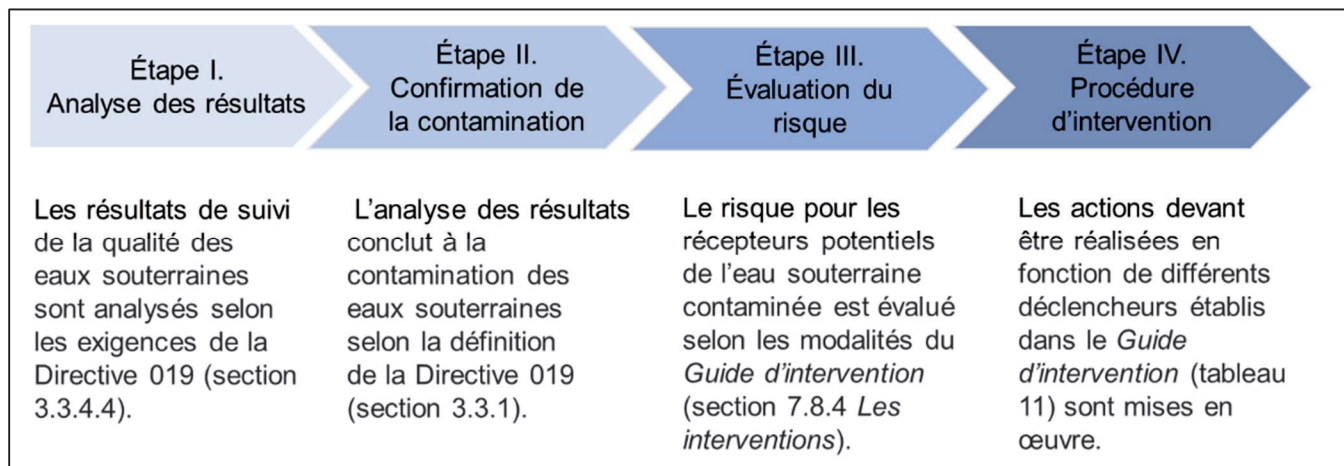 Étape I.
Analyse des résultats
Étape II.
Confirmation de
la contamination
Étape III.
Évaluation du
risque
Étape IV.
Procédure
d'intervention
Les résultats de suivi
de la qualité des
eaux souterraines
sont analysés selon
les exigences de la
Directive 019 (section
3.3.4.4).
L'analyse des résultats
conclut à la
contamination des
eaux souterraines
selon la définition
de la Directive 019
(section 3.3.1).
Le risque pour les
récepteurs potentiels
de l'eau souterraine
contaminée est évalué
selon les modalités du
Guide d'intervention
(section 7.8.4 Les
interventions).
Les actions devant
être réalisées en
fonction de différents
déclencheurs établis
dans le Guide
d'intervention (tableau
11) sont mises en
œuvre.